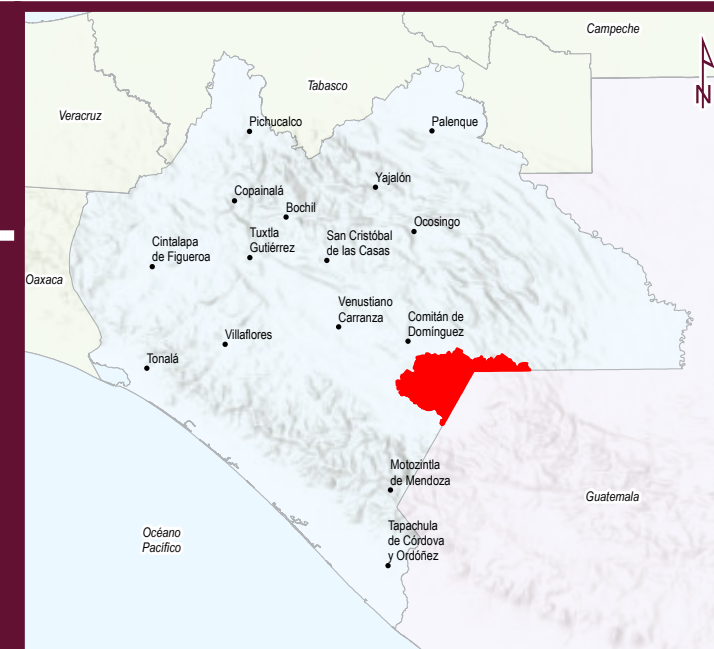 Campeche
Tabasco
N
Veracruz
Pichucalco
Palenque
Yajalón
Copainalá
Bochil
Ocosingo
Tuxtla
Gutiérrez
San Cristóbal
de las Casas
Cintalapa
de Figueroa
Oaxaca
Venustiano
Carranza
Comitán de
Domínguez
Villaflores
Tonalá
Motozintla
de Mendoza
Guatemala
Océano
Pacifico
Tapachula
de Córdova
y Ordóñez